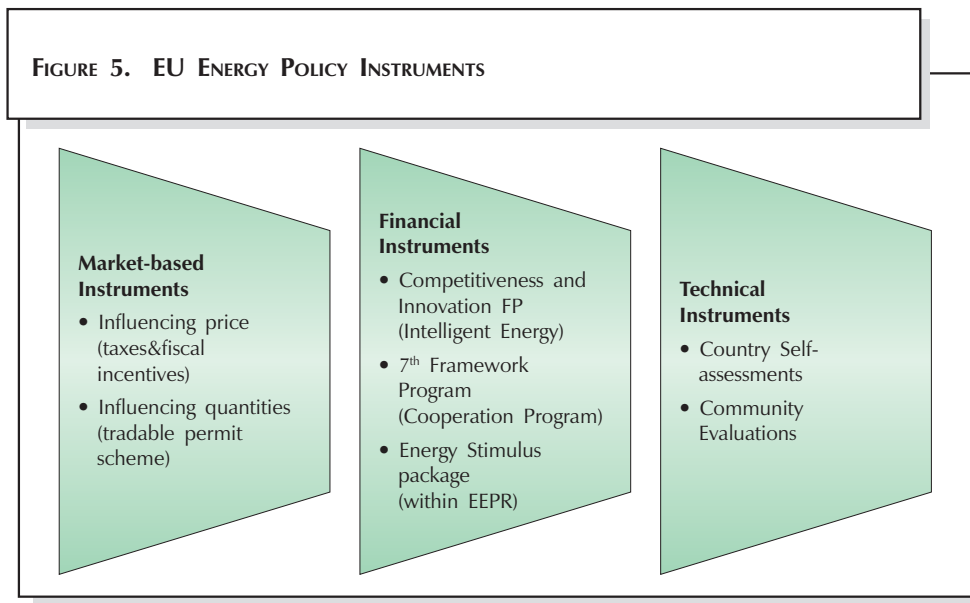 FIGURE 5. EU ENERGY POLICY INSTRUMENTS
Market-based
Instruments
• Influencing price
(taxes&fiscal
incentives)
• Influencing quantities
(tradable permit
scheme)
Financial
Instruments
• Competitiveness and
Innovation FP
(Intelligent Energy)
• 7th Framework
Program
(Cooperation Program)
• Energy Stimulus
package
(within EEPR)
Technical
Instruments
• Country Self-
assessments
• Community
Evaluations